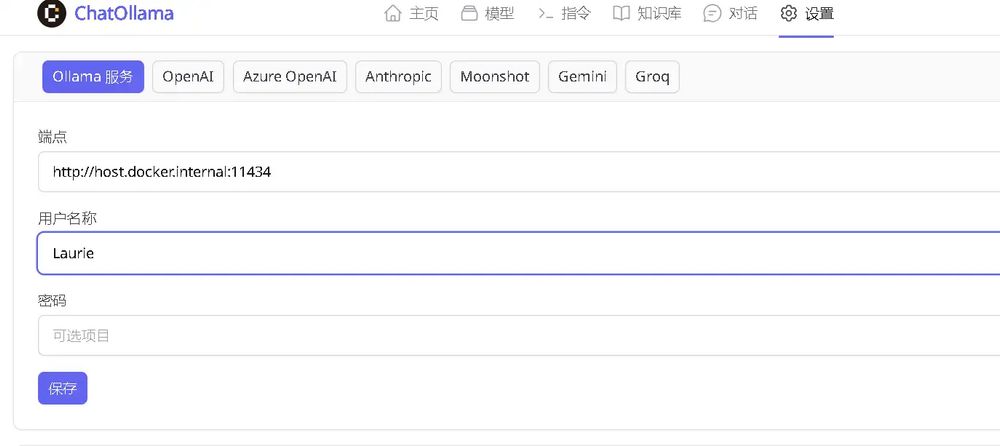 ChatOllama 主页 模型 指令 知识库 对话 设置
Ollama 服务 OpenAI Azure OpenAI Anthropic Moonshot Gemini Groq
端点
http://host.docker.internal:11434
用户名称
Laurie
密码
可选项目
保存